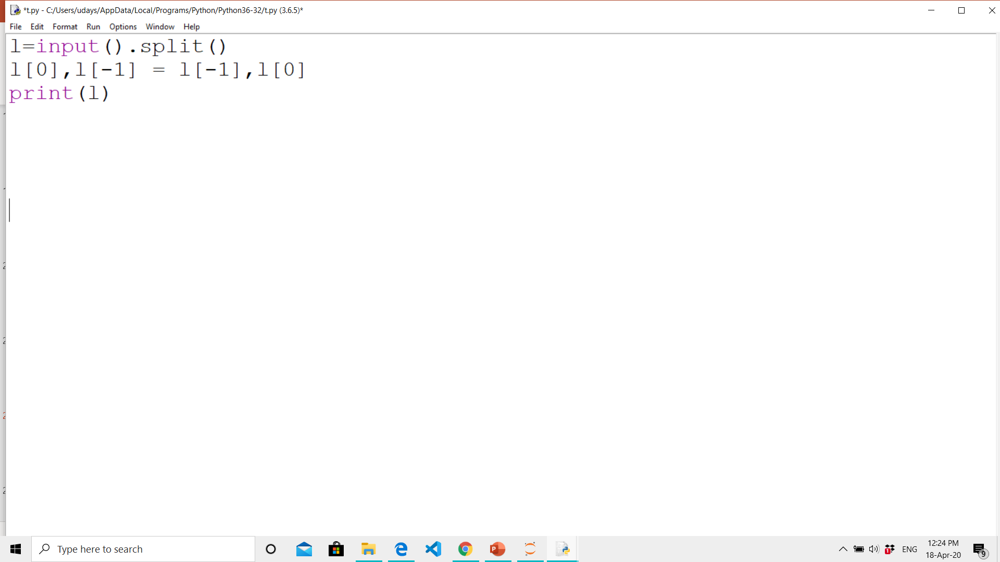 *t.py - C:/Users/udays/AppData/Local/Programs/Python/Python36-32/t.py (3.6.5)*
File Edit Format Run Options Window Help
l=input().split()
l[0],l[-1] = l[-1],l[0]
print(l)
Type here to search
ENG
12:24 PM
18-Apr-20
1
9